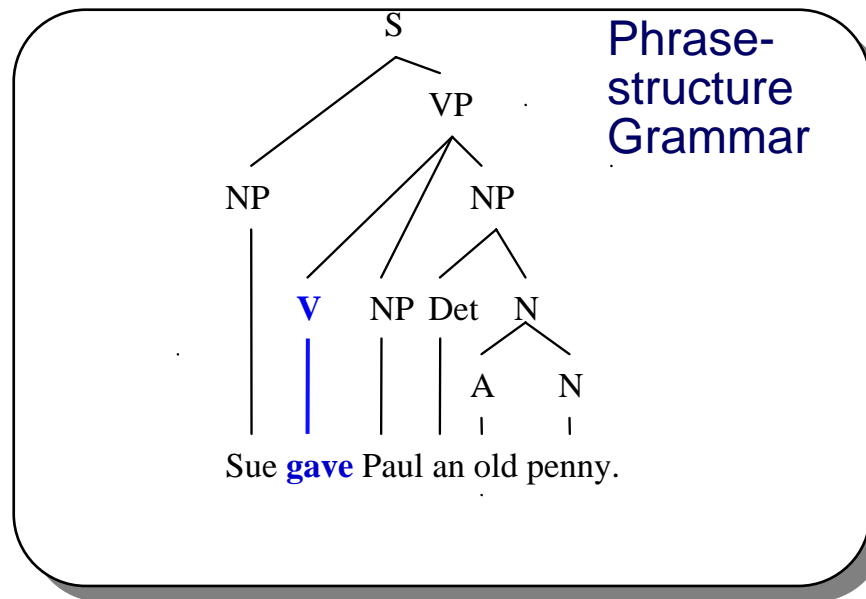 S
Phrase-
structure
Grammar
VP
NP NP
V NP Det N
A N
Sue gave Paul an old penny.